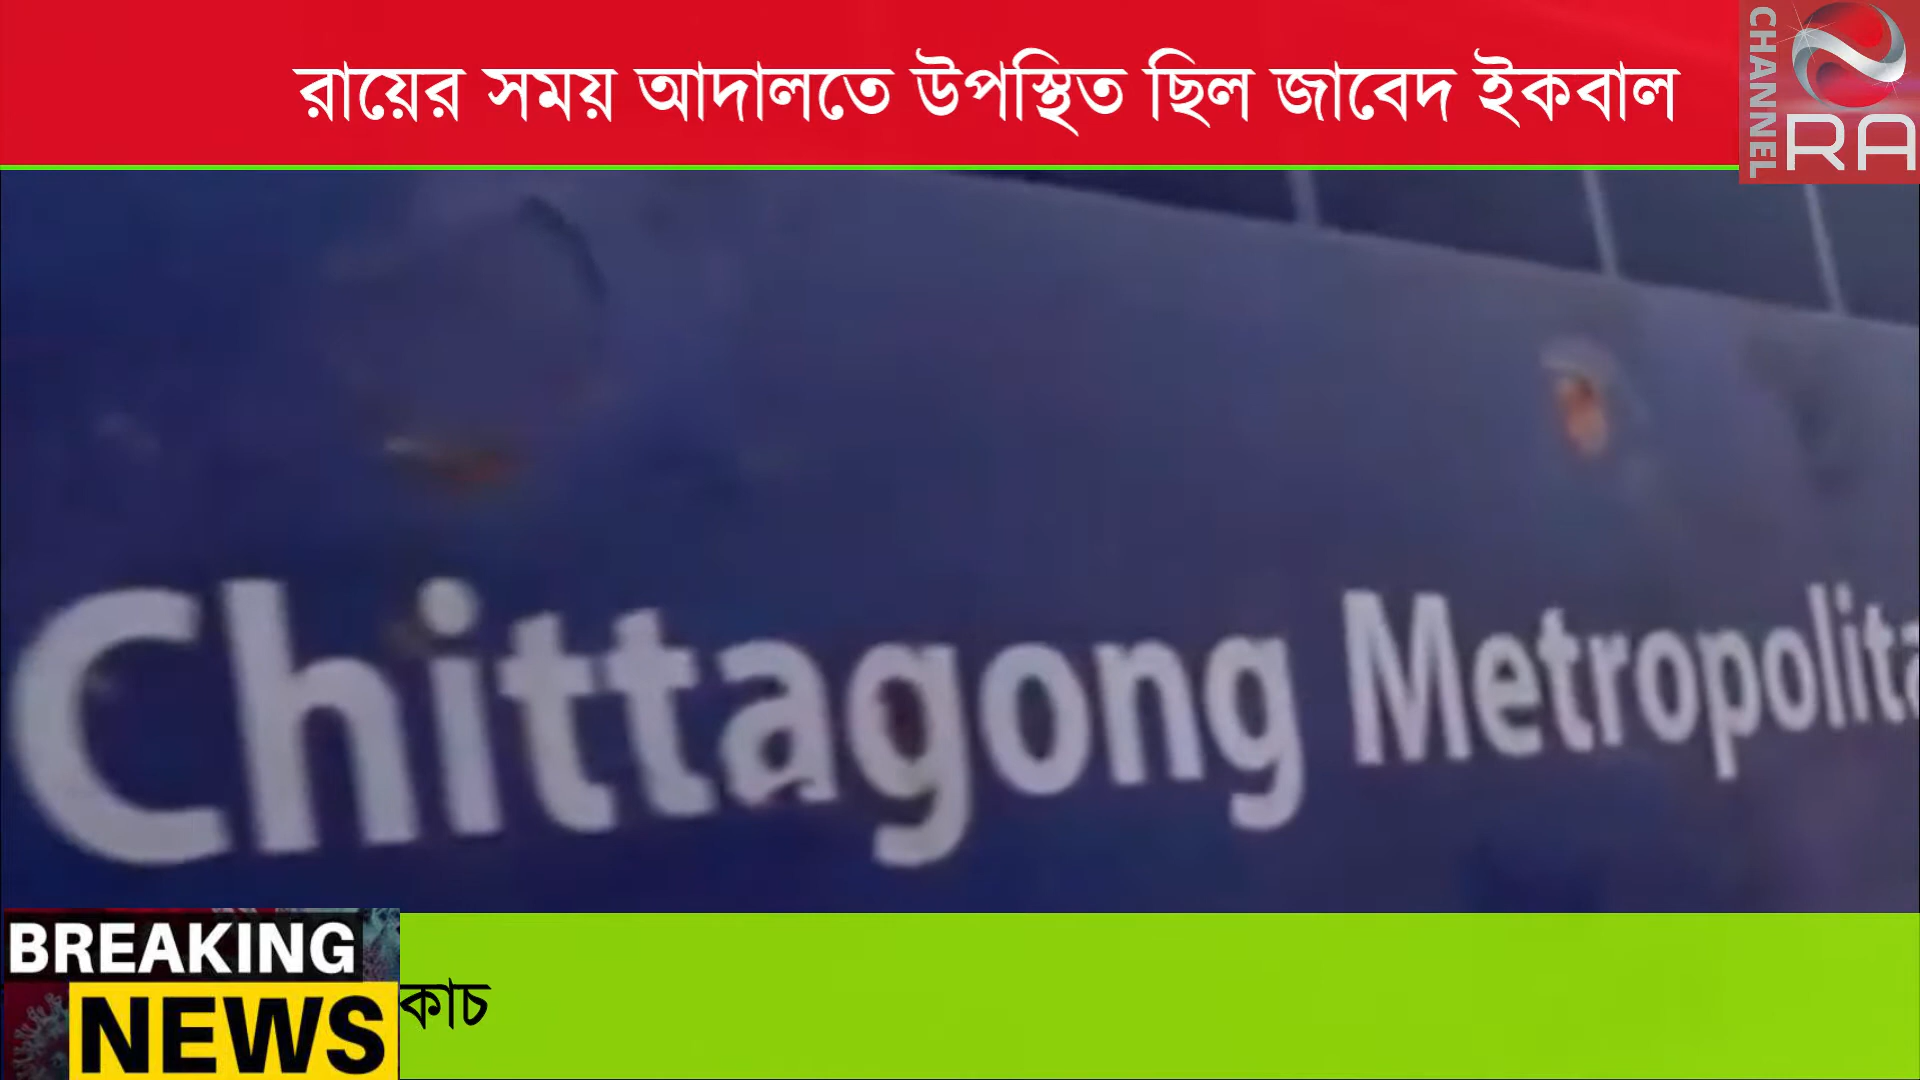 রায়ের সময় আদালতে উপস্থিত ছিল জাবেদ ইকবাল
CHANNEL
RA
Chittagong Metropolita
BREAKING
NEWS
কাচ